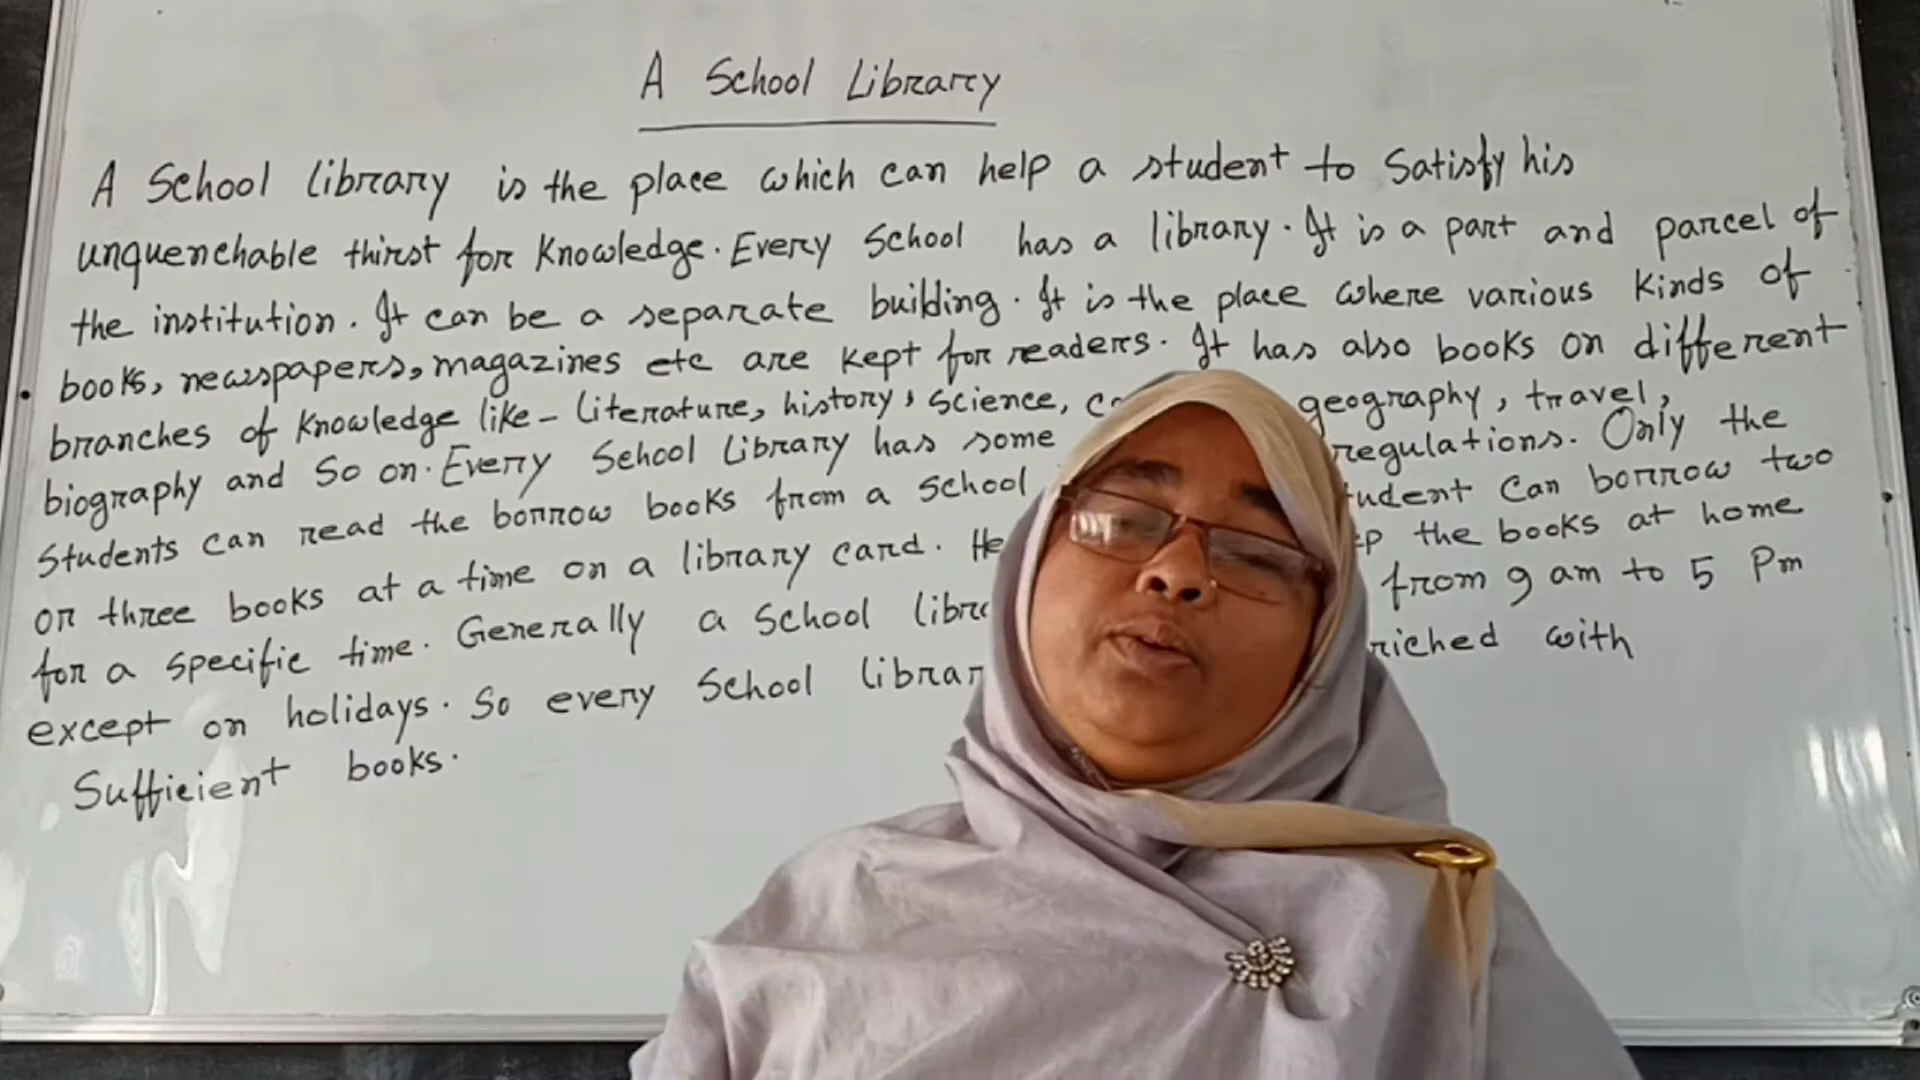 A School Library
A School library is the place which can help a student to Satisfy his
unquenchable thirst for Knowledge. Every School has a library. It is a part and parcel of
the institution. It can be a separate building. It is the place where various Kinds of
books, newspapers, magazines etc are kept for readers. It has also books on different
branches of Knowledge like - Literature, history, science, geography, travel,
biography and So on. Every School Library has some regulations. Only the
Students can read the borrow books from a School can borrow two
or three books at a time on a library card. He the books at home
for a specific time. Generally a School from 9 am to 5 Pm
except on holidays. So every School with
Sufficient books.